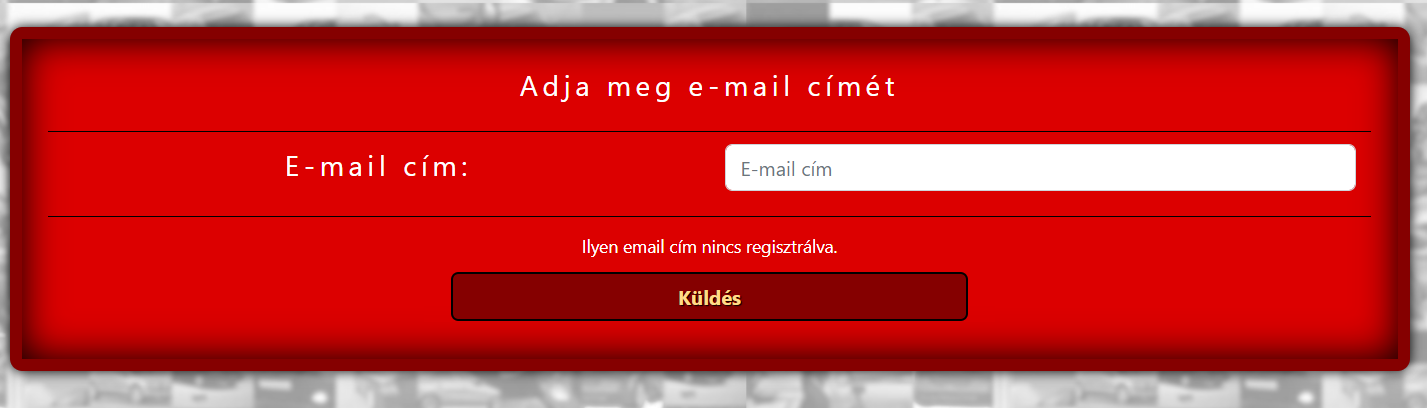 Adja meg e-mail címét
E-mail cím:
E-mail cím
Ilyen email cím nincs regisztrálva.
Küldés